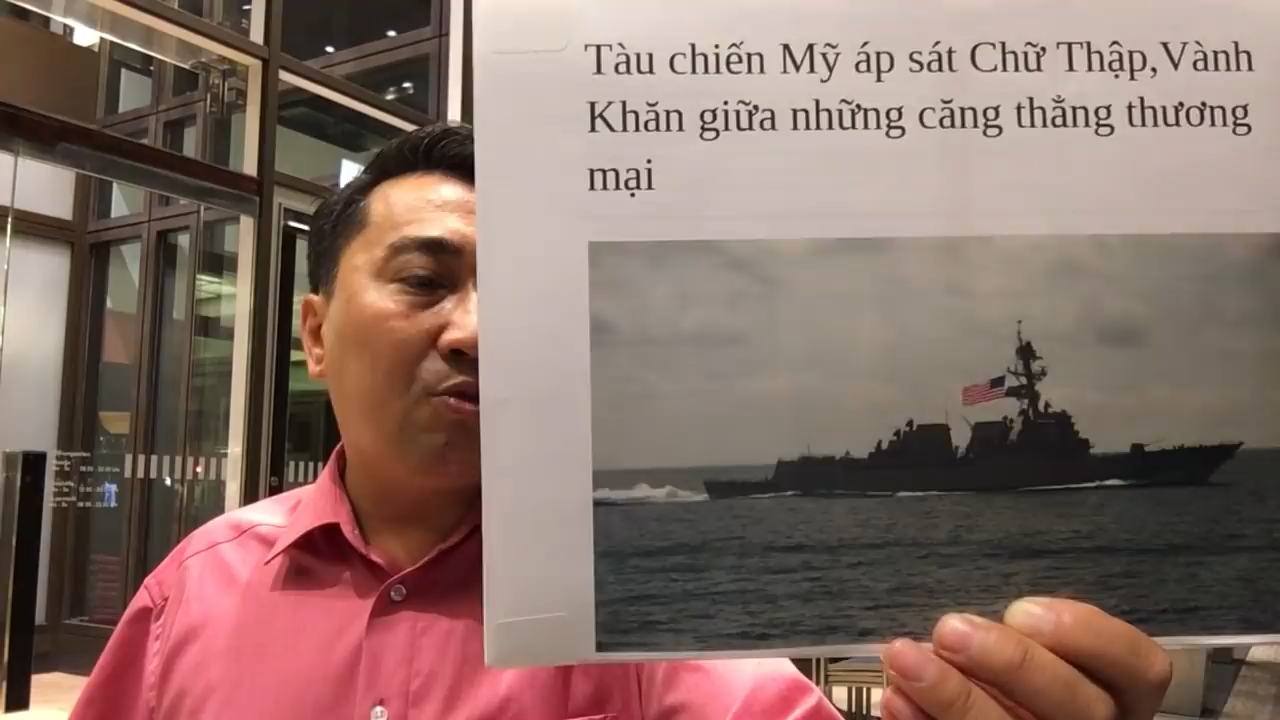 Tàu chiến Mỹ áp sát Chữ Thập,Vành
Khăn giữa những căng thẳng thương
mại